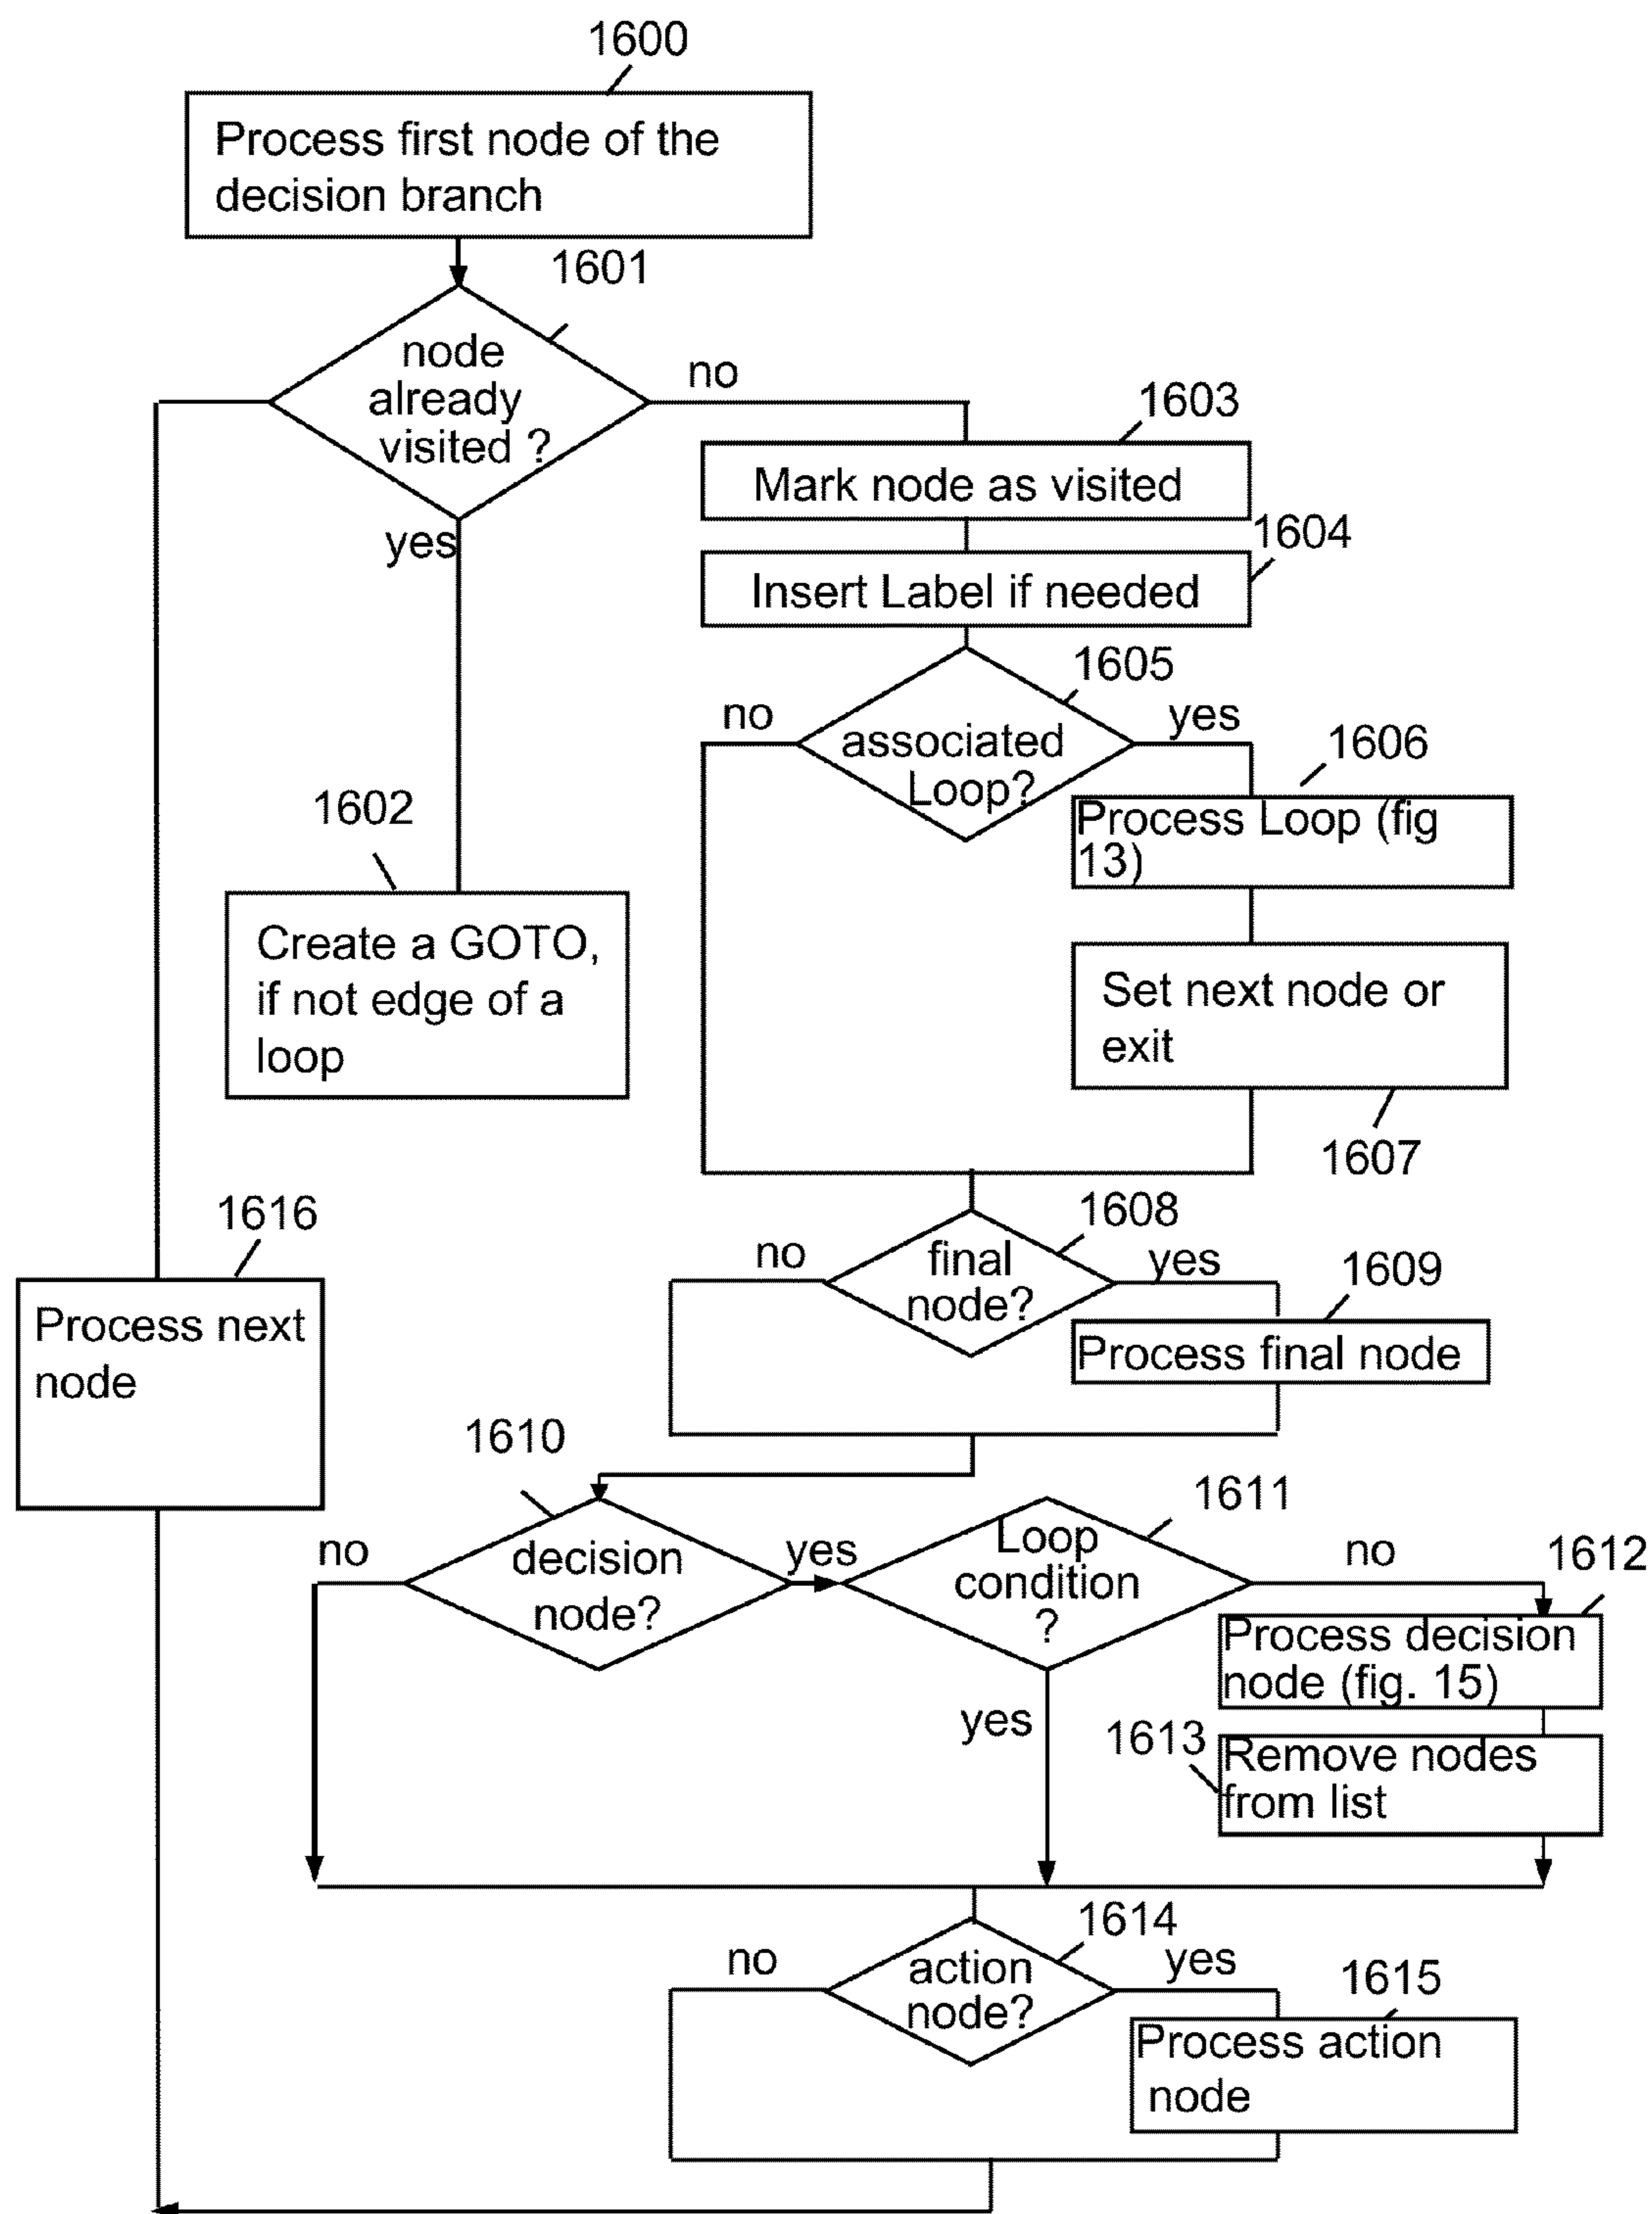 1600
Process first node of the
decision branch
1601
node
already
visited ?
no
yes
1603
Mark node as visited
1604
Insert Label if needed
1605
no
associated
Loop?
yes
1606
Process Loop (fig
13)
1602
Create a GOTO,
if not edge of a
loop
Set next node or
exit
1607
1616
Process next
node
1608
no
final
node?
yes
1609
Process final node
1610
no
decision
node?
yes
1611
Loop
condition
?
no
1612
Process decision
node (fig. 15)
yes
1613
Remove nodes
from list
1614
no
action
node?
yes
1615
Process action
node